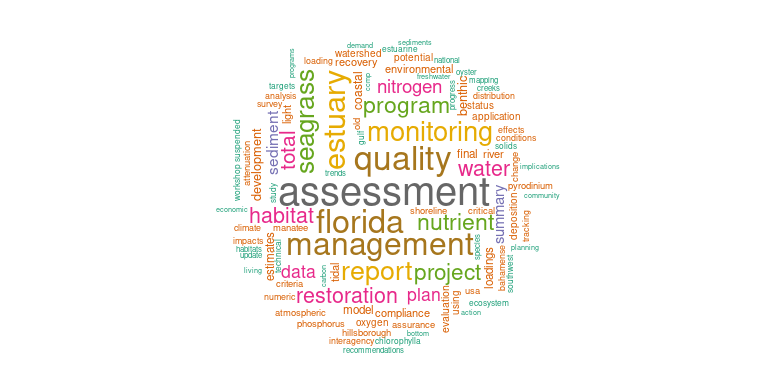 demand
sediments
estuarine
watershed
potential
loading
recovery
national
environmental
programs
freshwater
oyster
mapping
targets
seagrass
estuary
coastal
ccmp
nitrogen
progress
benthic
creeks
analysis
distribution
survey
light
program
status
application
old
gulf
monitoring
effects
conditions
workshop
suspended
attenuation
development
sediment
total
quality
final
river
solids
change
implications
trends
water
study
assessment
pyrodinium
community
economic
habitat
florida
shoreline
critical
nutrient
summary
deposition
tracking
climate
manatee
impacts
habitats
update
estimates
technical
management
species
planning
living
data
carbon
tidal
report
project
loadings
bahamense
southwest
criteria
numeric
restoration
plan
evaluation
using
usa
ecosystem
action
atmospheric
model
compliance
phosphorus
oxygen
assurance
hillsborough
bottom
interagency
chlorophylla
recommendations